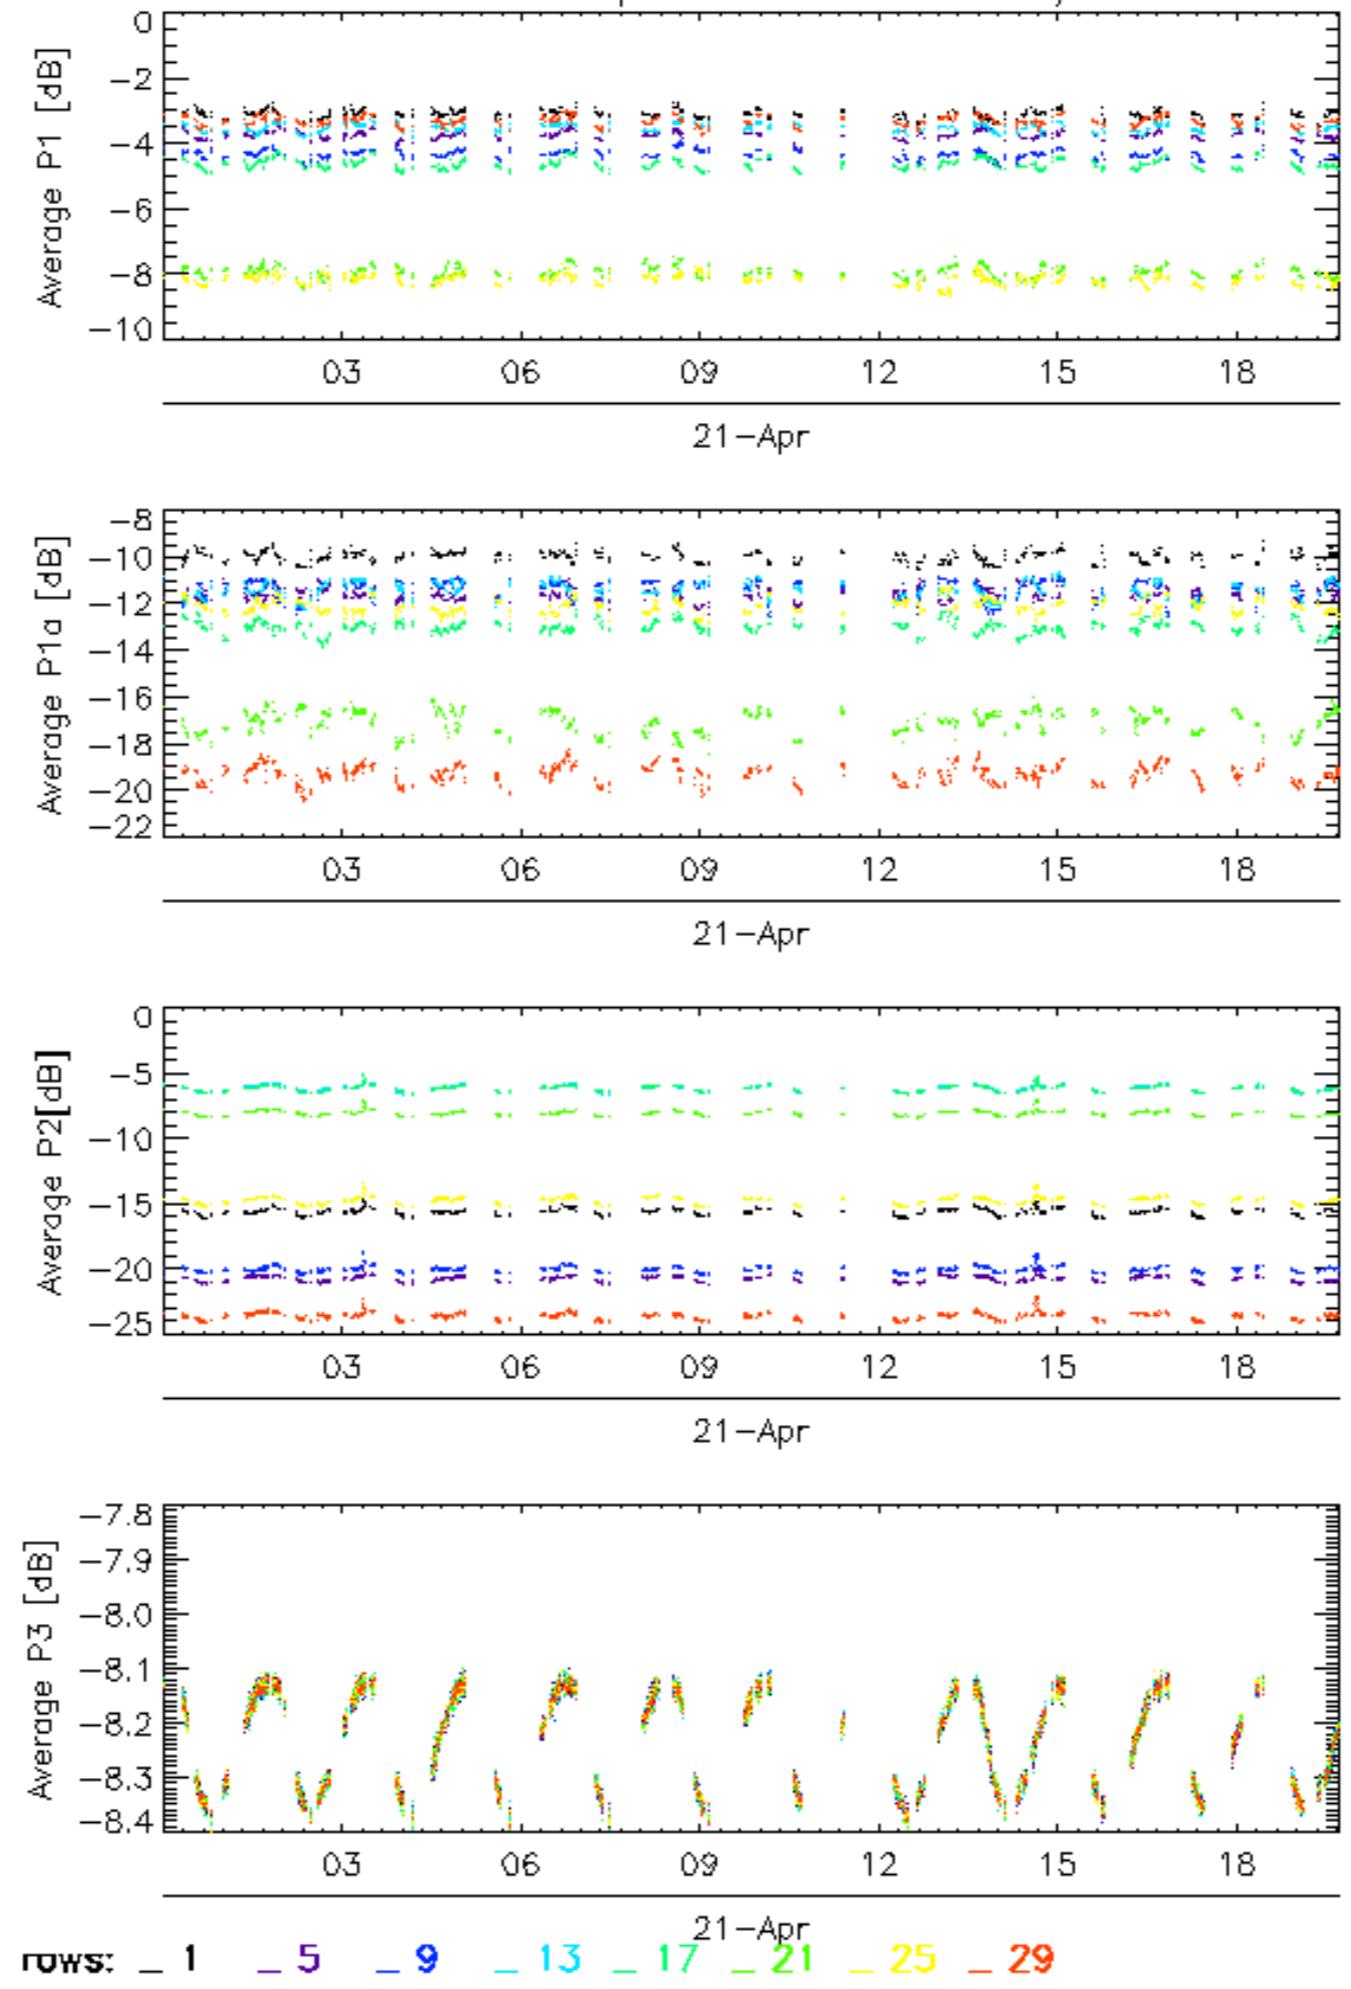 0
−2
−4
−6
−8
−10
Average P1 [dB]
03 06 09 12 15 18
21−Apr
−8
−10
−12
−14
−16
−18
−20
−22
Average P1a [dB]
03 06 09 12 15 18
21−Apr
0
−5
−10
−15
−20
−25
Average P2[dB]
03 06 09 12 15 18
21−Apr
−7.8
−7.9
−8.0
−8.1
−8.2
−8.3
−8.4
Average P3 [dB]
03 06 09 12 15 18
21−Apr
rows: _ 1 _ 5 _ 9 _ 13 _ 17 _ 21 _ 25 _ 29